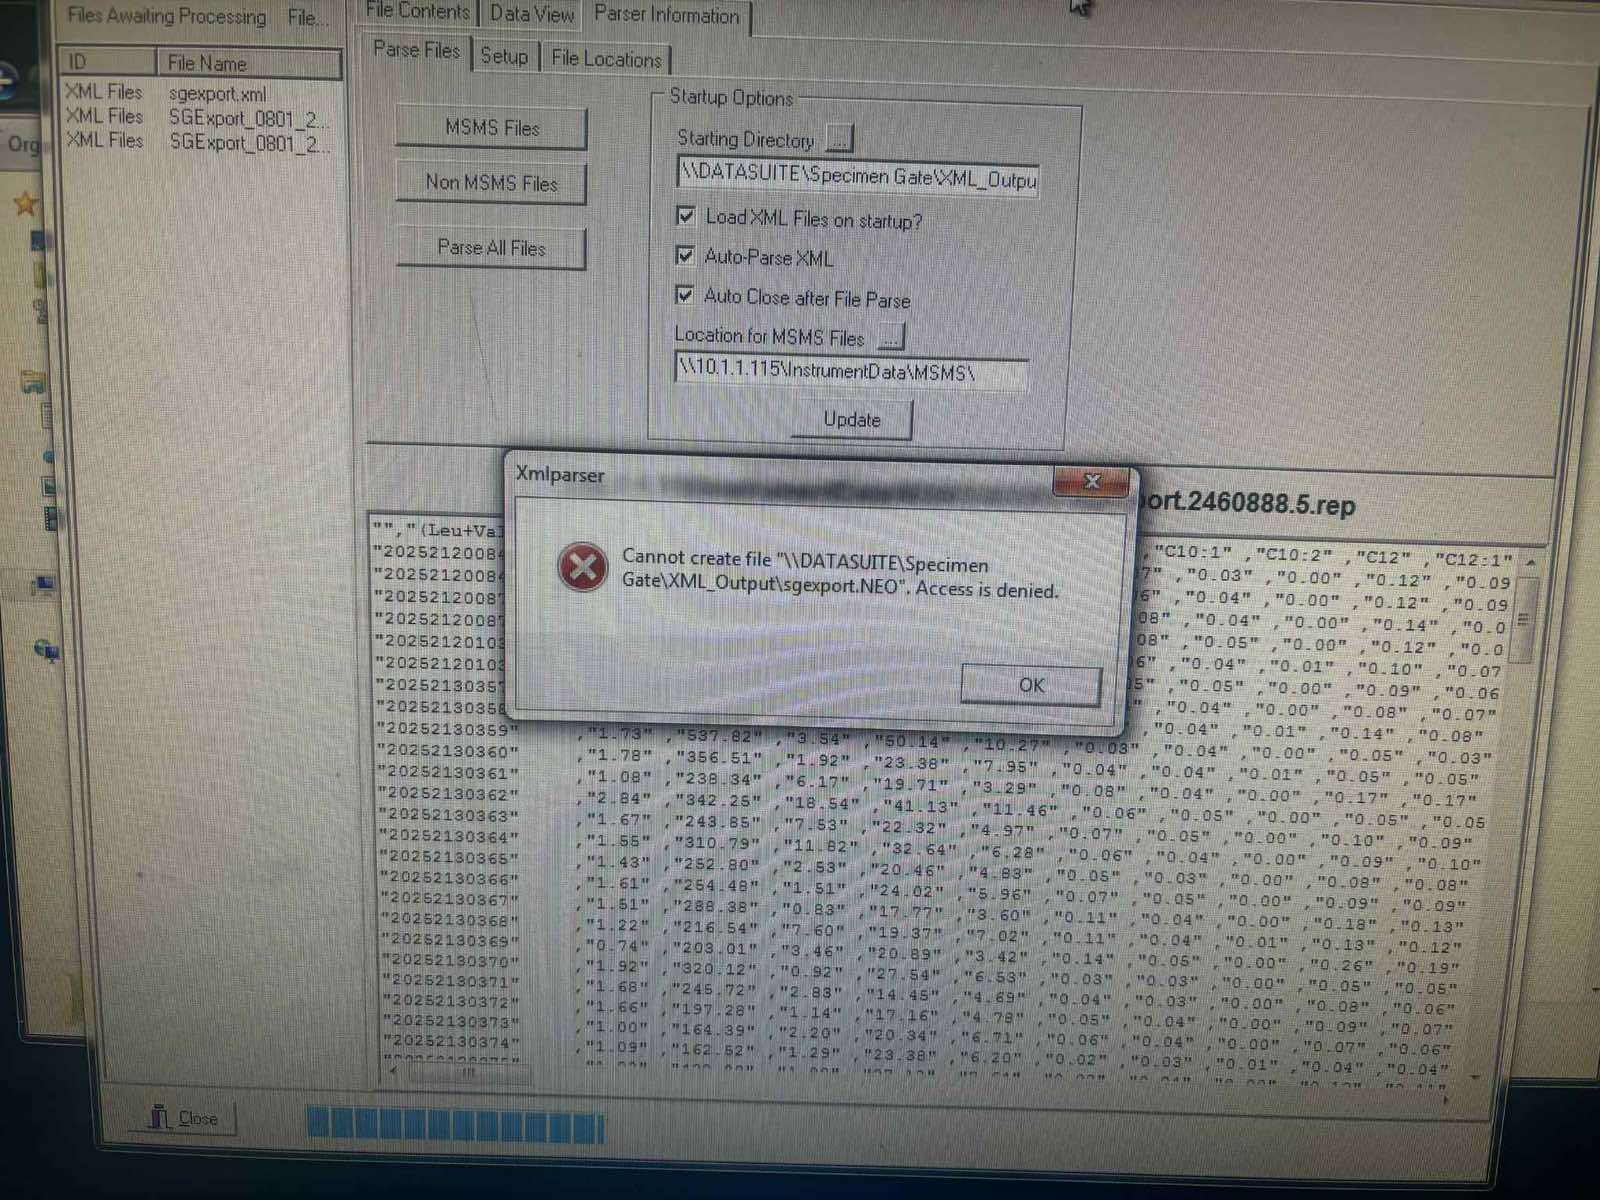 Files Awaiting Processing File...
File Contents Data View Parser Information
Parse Files Setup File Locations
ID File Name
XML Files sgexport.xml
XML Files SGExport_0801_2...
XML Files SGExport_0801_2...
Org
MSMS Files
Non MSMS Files
Parse All Files
Startup Options
Starting Directory ...
\\DATASUITE\Specimen Gate\XML_Outpu
Load XML Files on startup?
Auto-Parse XML
Auto Close after File Parse
Location for MSMS Files ...
\\10.1.1.115\InstrumentData\MSMS\
Update
ort.2460888.5.rep
Xmlparser
Cannot create file "\\DATASUITE\Specimen
Gate\XML_Output\sgexport.NEO". Access is denied.
OK
"","(Leu+Val ,"C10:1" ,"C10:2" ,"C12" ,"C12:1"
"2025212008 7" ,"0.03" ,"0.00" ,"0.12" ,"0.09
"2025212008 6" ,"0.04" ,"0.00" ,"0.12" ,"0.09
"2025212008 08" ,"0.04" ,"0.00" ,"0.14" ,"0.0
"2025212008 08" ,"0.05" ,"0.00" ,"0.12" ,"0.0
"2025212010 6" ,"0.04" ,"0.01" ,"0.10" ,"0.07
"2025212010 5" ,"0.05" ,"0.00" ,"0.09" ,"0.06
"20252130357 "0.04" ,"0.00" ,"0.08" ,"0.07"
"20252130358 "0.04" ,"0.01" ,"0.14" ,"0.08"
"20252130359" ,"1.73" ,"537.82" ,"3.54" ,"50.14" ,"10.27" ,"0.03" ,"0.04" ,"0.00" ,"0.05" ,"0.03"
"20252130360" ,"1.78" ,"356.51" ,"1.92" ,"23.38" ,"7.95" ,"0.04" ,"0.04" ,"0.01" ,"0.05" ,"0.05"
"20252130361" ,"1.08" ,"238.34" ,"6.17" ,"19.71" ,"3.29" ,"0.08" ,"0.04" ,"0.00" ,"0.17" ,"0.17"
"20252130362" ,"2.84" ,"342.25" ,"18.54" ,"41.13" ,"11.46" ,"0.06" ,"0.05" ,"0.00" ,"0.05" ,"0.05
"20252130363" ,"1.67" ,"243.85" ,"7.53" ,"22.32" ,"4.97" ,"0.07" ,"0.05" ,"0.00" ,"0.10" ,"0.09"
"20252130364" ,"1.55" ,"310.79" ,"11.82" ,"32.64" ,"6.28" ,"0.06" ,"0.04" ,"0.00" ,"0.09" ,"0.10"
"20252130365" ,"1.43" ,"252.80" ,"2.53" ,"20.46" ,"4.83" ,"0.05" ,"0.03" ,"0.00" ,"0.08" ,"0.08"
"20252130366" ,"1.61" ,"254.48" ,"1.51" ,"24.02" ,"5.96" ,"0.07" ,"0.05" ,"0.00" ,"0.09" ,"0.09"
"20252130367" ,"1.51" ,"288.38" ,"0.83" ,"17.77" ,"3.60" ,"0.11" ,"0.04" ,"0.00" ,"0.18" ,"0.13"
"20252130368" ,"1.22" ,"216.54" ,"7.60" ,"19.37" ,"7.02" ,"0.11" ,"0.04" ,"0.01" ,"0.13" ,"0.12"
"20252130369" ,"0.74" ,"203.01" ,"3.46" ,"20.89" ,"3.42" ,"0.14" ,"0.05" ,"0.00" ,"0.26" ,"0.19"
"20252130370" ,"1.92" ,"320.12" ,"0.92" ,"27.54" ,"6.53" ,"0.03" ,"0.03" ,"0.00" ,"0.05" ,"0.05"
"20252130371" ,"1.68" ,"245.72" ,"2.83" ,"14.45" ,"4.69" ,"0.04" ,"0.03" ,"0.00" ,"0.08" ,"0.06"
"20252130372" ,"1.66" ,"197.28" ,"1.14" ,"17.16" ,"4.78" ,"0.05" ,"0.04" ,"0.00" ,"0.09" ,"0.07"
"20252130373" ,"1.00" ,"164.39" ,"2.20" ,"20.34" ,"6.71" ,"0.06" ,"0.04" ,"0.00" ,"0.07" ,"0.06"
"20252130374" ,"1.09" ,"162.52" ,"1.29" ,"23.38" ,"6.20" ,"0.02" ,"0.03" ,"0.01" ,"0.04" ,"0.04"
Close